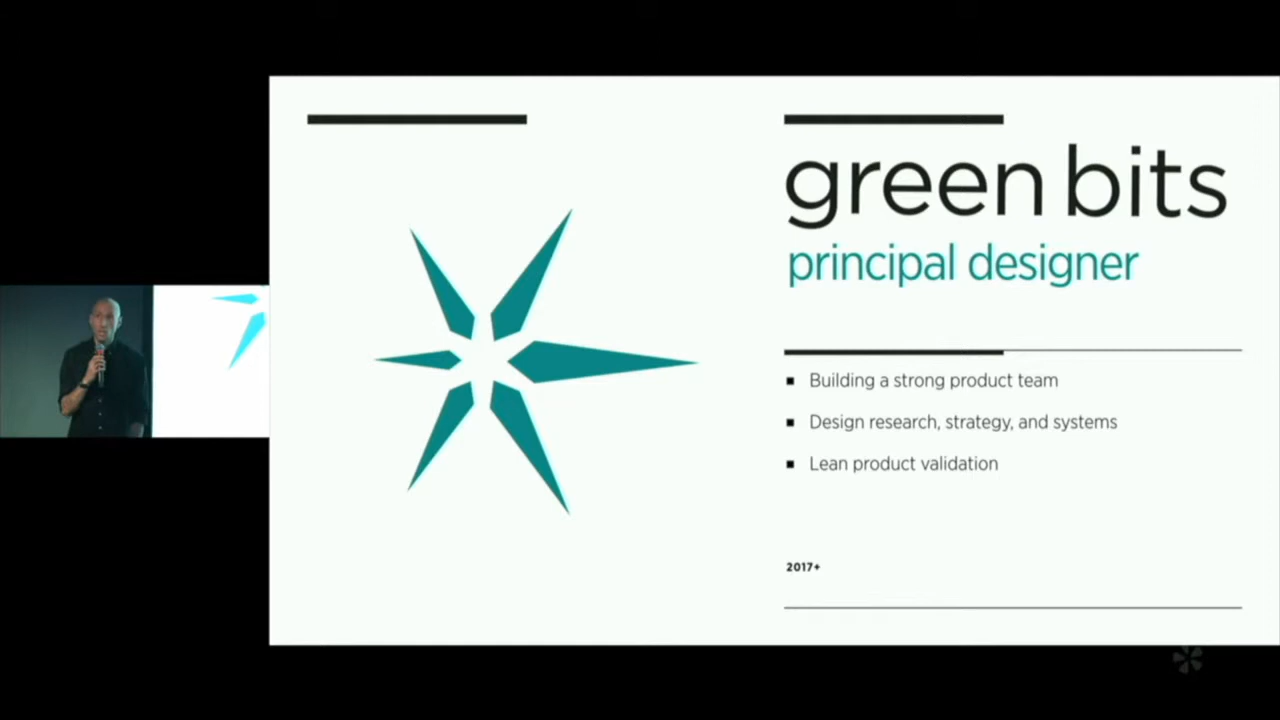 green bits
principal designer
Building a strong product team
Design research, strategy, and systems
Lean product validation
2017+